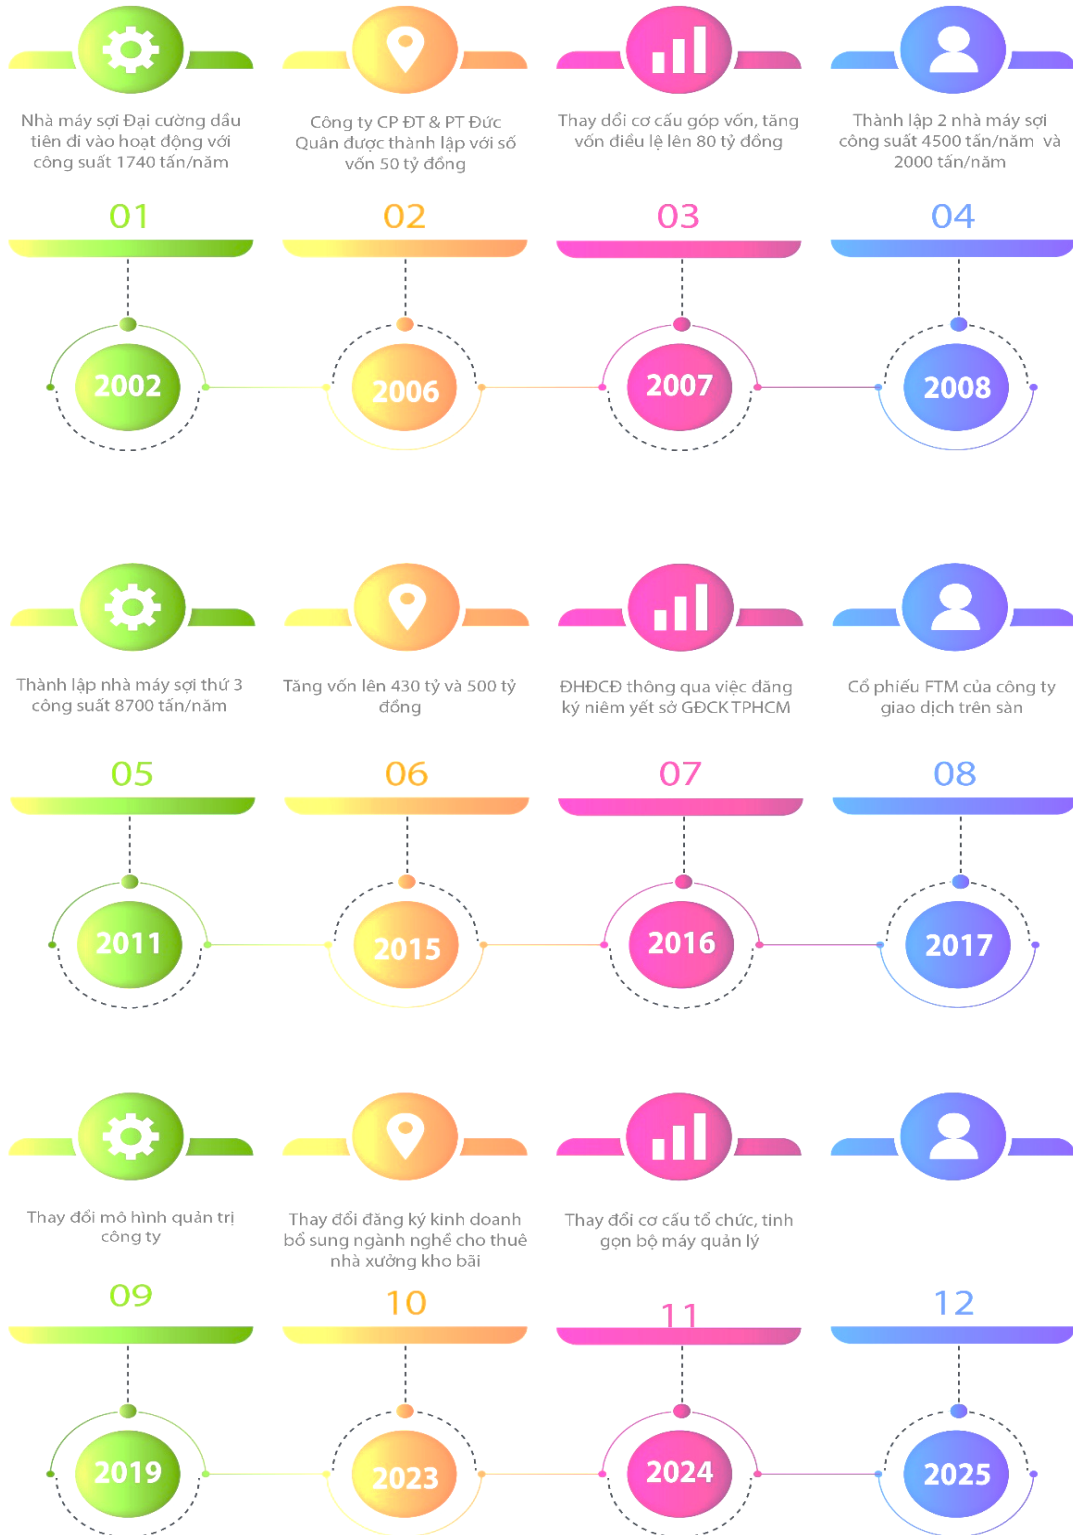 Nhà máy sợi Đại cường dầu
tiên đi vào hoạt động với
công suất 1740 tấn/năm
Công ty CP ĐT & PT Đức
Quân được thành lập với số
vốn 50 tỷ đồng
Thay dổi cơ cấu góp vốn, tăng
vốn điều lệ lên 80 tỷ đồng
Thành lập 2 nhà máy sợi
công suất 4500 tấn/năm và
2000 tấn/năm
01
02
03
04
2002
2006
2007
2008
Thành lập nhà máy sợi thứ 3
công suất 8700 tấn/năm
Tăng vốn lên 430 tỷ và 500 tỷ
đồng
ĐHĐCĐ thông qua việc đăng
ký niêm yết sở GĐCK TPHCM
Cổ phiếu FTM của công ty
giao dịch trên sàn
05
06
07
08
2011
2015
2016
2017
Thay đổi mô hình quản trị
công ty
Thay đổi đăng ký kinh doanh
bổ sung ngành nghề cho thuê
nhà xưởng kho bãi
Thay đổi cơ cấu tổ chức, tinh
gọn bộ máy quản lý
09
10
11
12
2019
2023
2024
2025